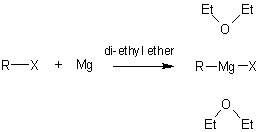 Et Et
O
R—X + Mg di-ethyl ether R—Mg—X
O
Et Et